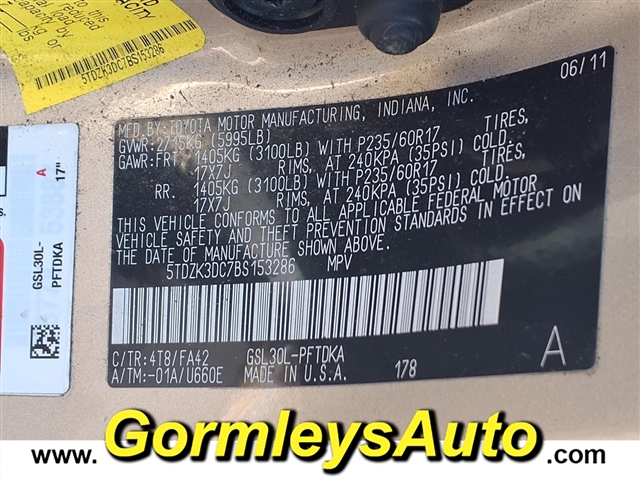 5TDZK3DC7BS153286
06/11
MFD.BY:TOYOTA MOTOR MANUFACTURING, INDIANA, INC.
GVWR:2715KG (5995LB)
GAWR:FRT. 1405KG (3100LB) WITH P235/60R17 TIRES,
17X7J RIMS, AT 240KPA (35PSI) COLD.
RR. 1405KG (3100LB) WITH P235/60R17 TIRES,
17X7J RIMS, AT 240KPA (35PSI) COLD.
THIS VEHICLE CONFORMS TO ALL APPLICABLE FEDERAL MOTOR
VEHICLE SAFETY AND THEFT PREVENTION STANDARDS IN EFFECT ON
THE DATE OF MANUFACTURE SHOWN ABOVE.
5TDZK3DC7BS153286 MPV
C/TR:4T8/FA42 GSL30L-PFTDKA
A/TM:-01A/U660E MADE IN U.S.A. 178 A
A
17"
GSL30L-
PFTDKA
www. GormleysAuto .com